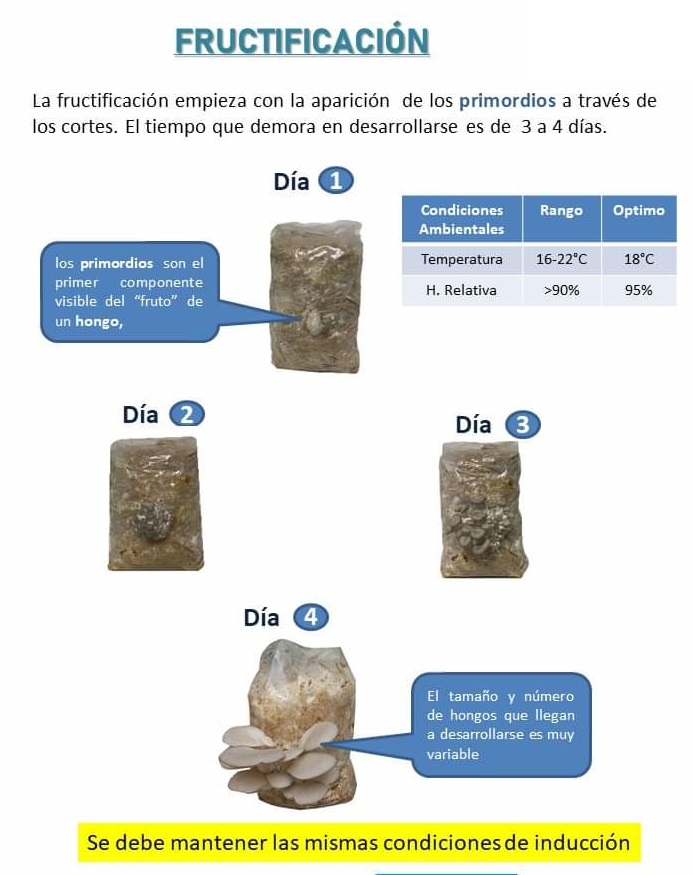 FRUCTIFICACIÓN
La fructificación empieza con la aparición de los primordios a través de
los cortes. El tiempo que demora en desarrollarse es de 3 a 4 días.
Día 1
Condiciones Ambientales Rango Optimo
Temperatura 16-22°C 18°C
H. Relativa >90% 95%
los primordios son el
primer componente
visible del “fruto” de
un hongo,
Día 2
Día 3
Día 4
El tamaño y número
de hongos que llegan
a desarrollarse es muy
variable
Se debe mantener las mismas condiciones de inducción